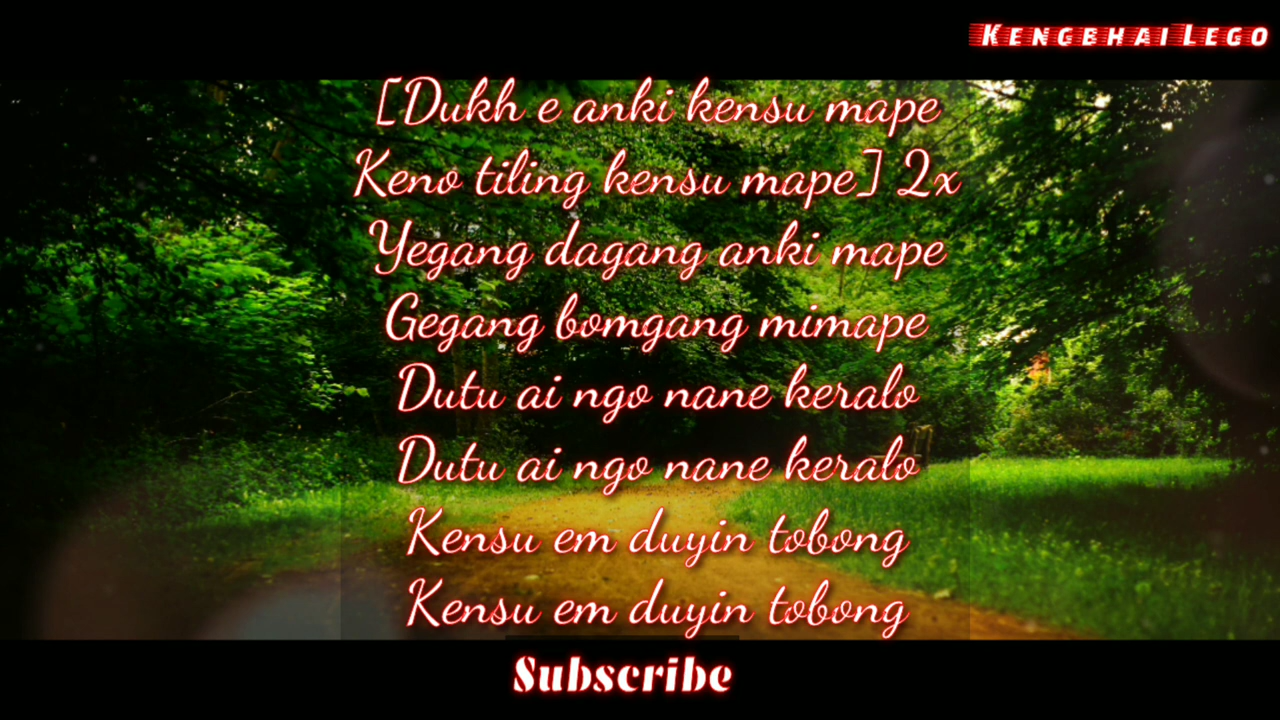 Kengbhai Lego
[Dukh e anki kensu mape
Keno tiling kensu mape] 2x
Yegang dagang anki mape
Gegang bomgang mimape
Dutu ai ngo nane keralo
Dutu ai ngo nane keralo
Kensu em duyin tobong
Kensu em duyin tobong
Subscribe